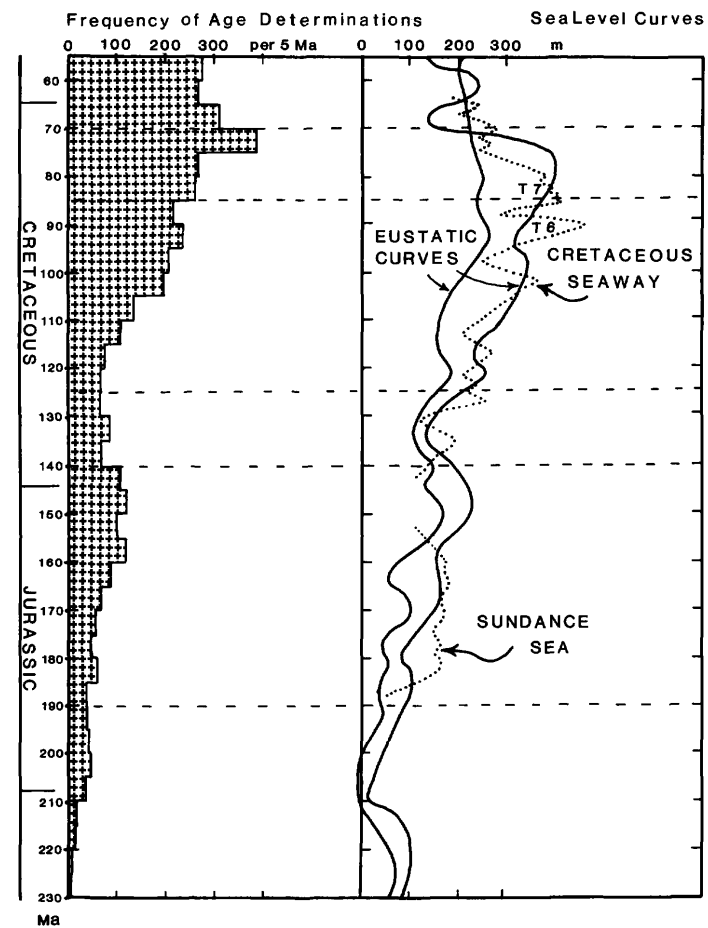 Frequency of Age Determinations
SeaLevel Curves
0 100 200 300 per 5 Ma
0 100 200 300 m
60
70
80
90
100
110
120
130
140
150
160
170
180
190
200
210
220
230
Ma
CRETACEOUS
JURASSIC
T7
T6
EUSTATIC
CURVES
CRETACEOUS
SEAWAY
SUNDANCE
SEA